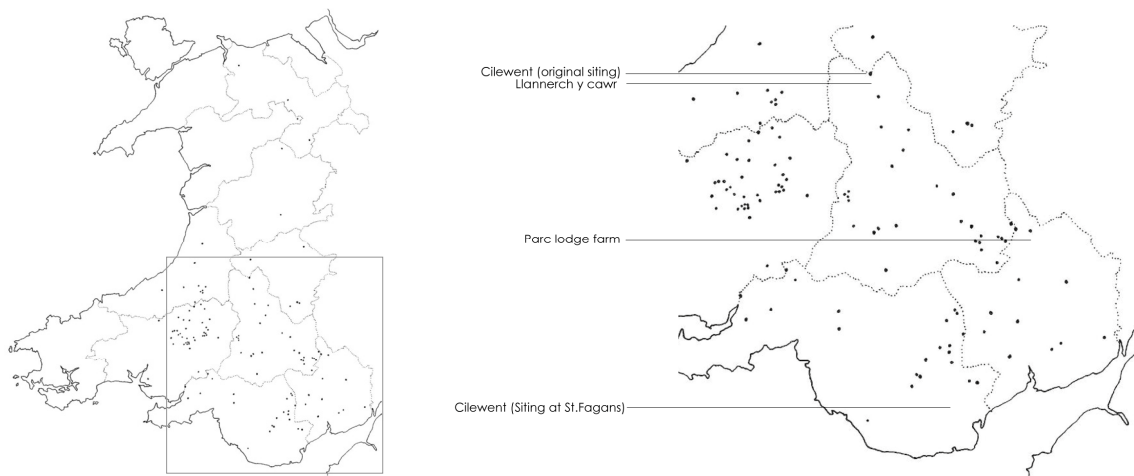 Cilewent (original siting)
Llannerch y cawr
Parc lodge farm
Cilewent (Siting at St.Fagans)